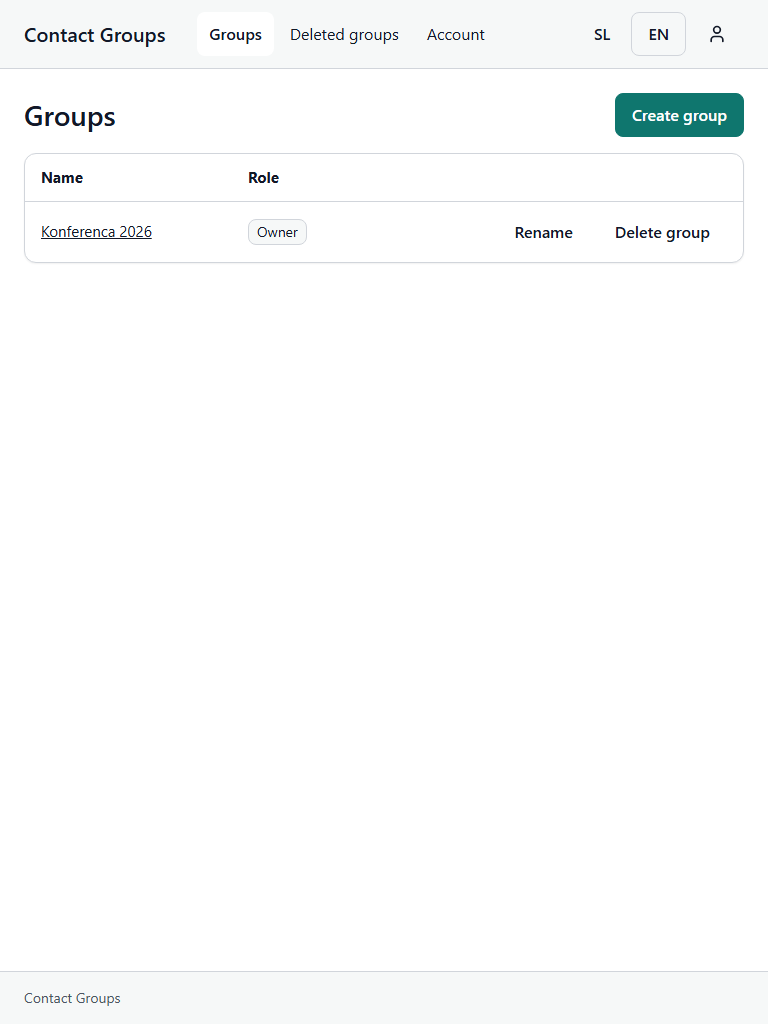 Contact Groups Groups Deleted groups Account SL EN
Groups Create group
Name Role
Konferenca 2026 Owner Rename Delete group
Contact Groups